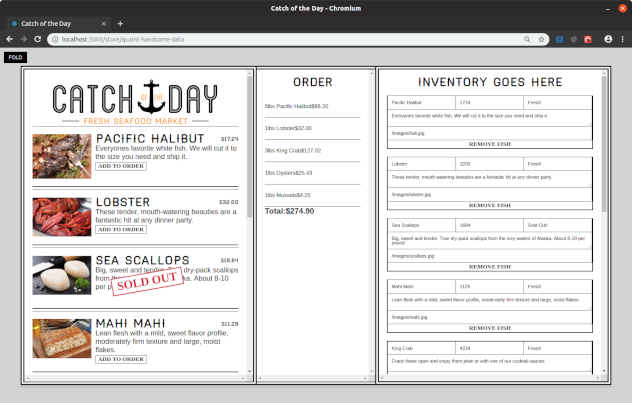 Catch of the Day - Chromium
Catch of the Day
localhost:3000/store/quaint-handsome-data
FOLD
CATCH OF THE DAY
FRESH SEAFOOD MARKET
PACIFIC HALIBUT $17.24
Everyones favorite white fish. We will cut it to
the size you need and ship it.
ADD TO ORDER
LOBSTER $32.00
These tender, mouth-watering beauties are a
fantastic hit at any dinner party.
ADD TO ORDER
SEA SCALLOPS $16.84
Big, sweet and tender. dry-pack scallops
from About 8-10
per
SOLD OUT
MAHI MAHI $11.29
Lean flesh with a mild, sweet flavor profile,
moderately firm texture and large, moist
flakes.
ADD TO ORDER
ORDER
5lbs Pacific Halibut$86.20
1lbs Lobster$32.00
3lbs King Crab$127.02
1lbs Oysters$25.43
1lbs Mussels$4.25
Total:$274.90
INVENTORY GOES HERE
Pacific Halibut 1724 Fresh!
Everyones favorite white fish. We will cut it to the size you need and ship it.
/images/hali.jpg
REMOVE FISH
Lobster 3200 Fresh!
These tender, mouth-watering beauties are a fantastic hit at any dinner party.
/images/lobster.jpg
REMOVE FISH
Sea Scallops 1684 Sold Out!
Big, sweet and tender. True dry-pack scallops from the icey waters of Alaska. About 8-10 per
pound
/images/scallops.jpg
REMOVE FISH
Mahi Mahi 1129 Fresh!
Lean flesh with a mild, sweet flavor profile, moderately firm texture and large, moist flakes.
/images/mahi.jpg
REMOVE FISH
King Crab 4234 Fresh!
Crack these open and enjoy them plain or with one of our cocktail sauces